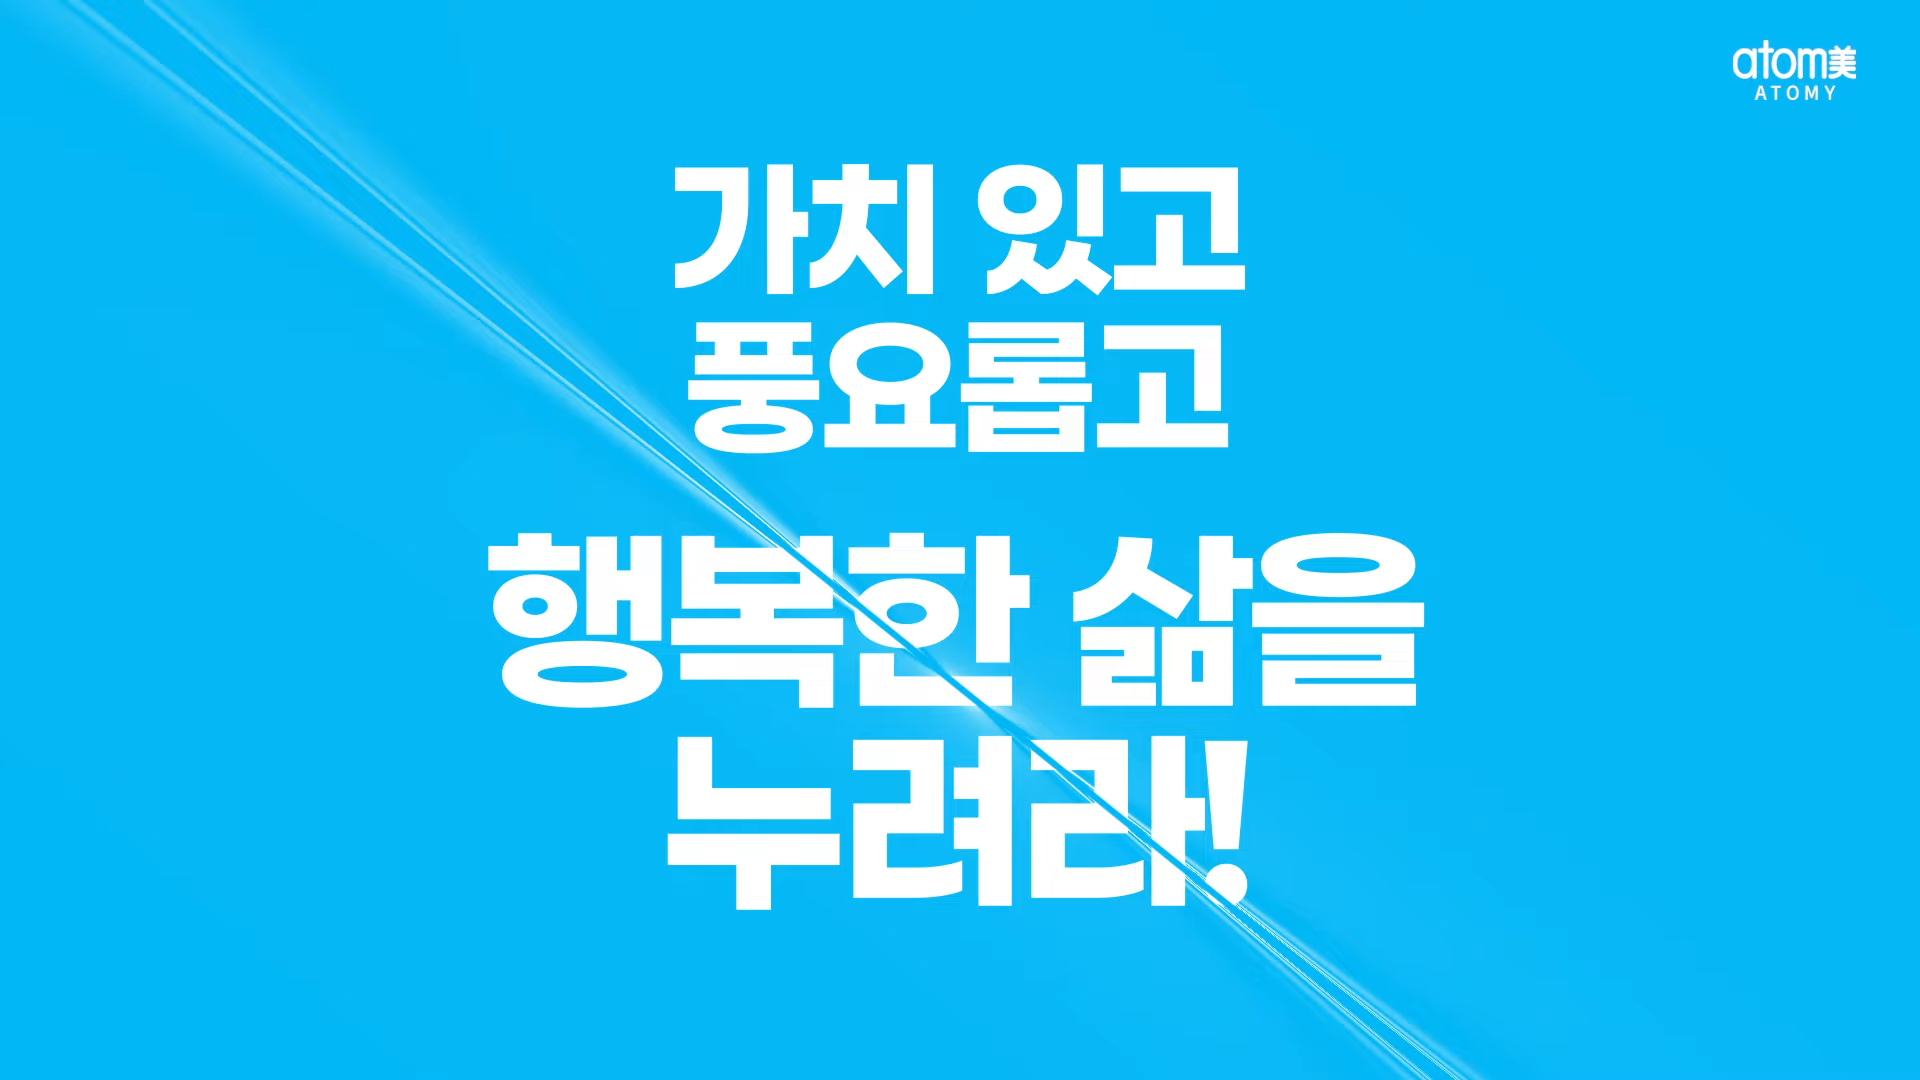 atom美
ATOMY
가치 있고
풍요롭고
행복한 삶을
누려라!